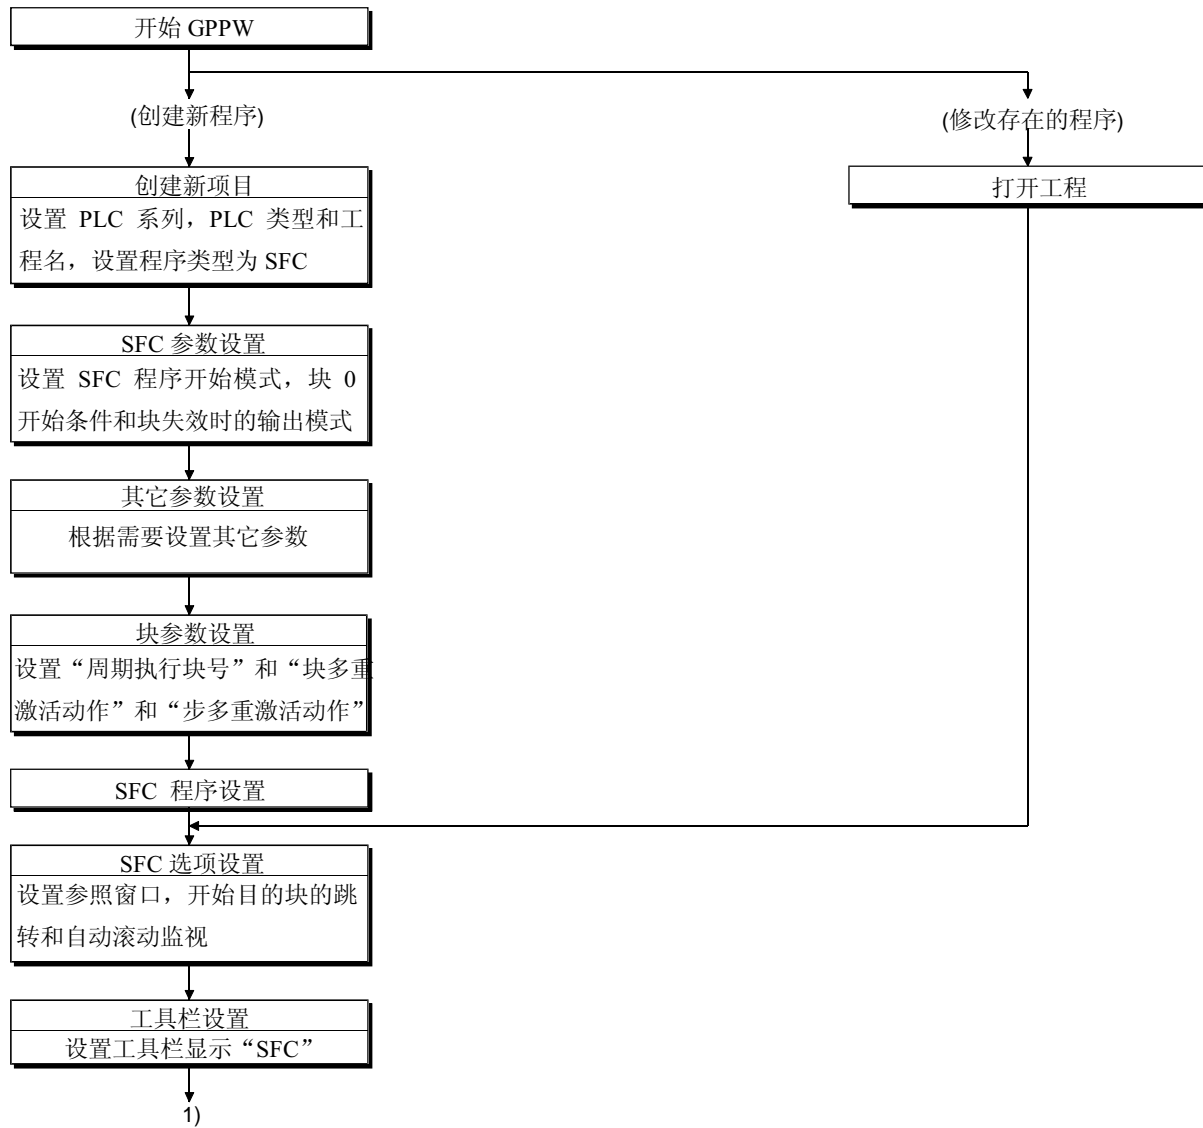 开始 GPPW
(创建新程序)
(修改存在的程序)
创建新项目
设置 PLC 系列，PLC 类型和工
程名，设置程序类型为 SFC
打开工程
SFC 参数设置
设置 SFC 程序开始模式，块 0
开始条件和块失效时的输出模式
其它参数设置
根据需要设置其它参数
块参数设置
设置“周期执行块号”和“块多重
激活动作”和“步多重激活动作”
SFC 程序设置
SFC 选项设置
设置参照窗口，开始目的块的跳
转和自动滚动监视
工具栏设置
设置工具栏显示“SFC”
1)